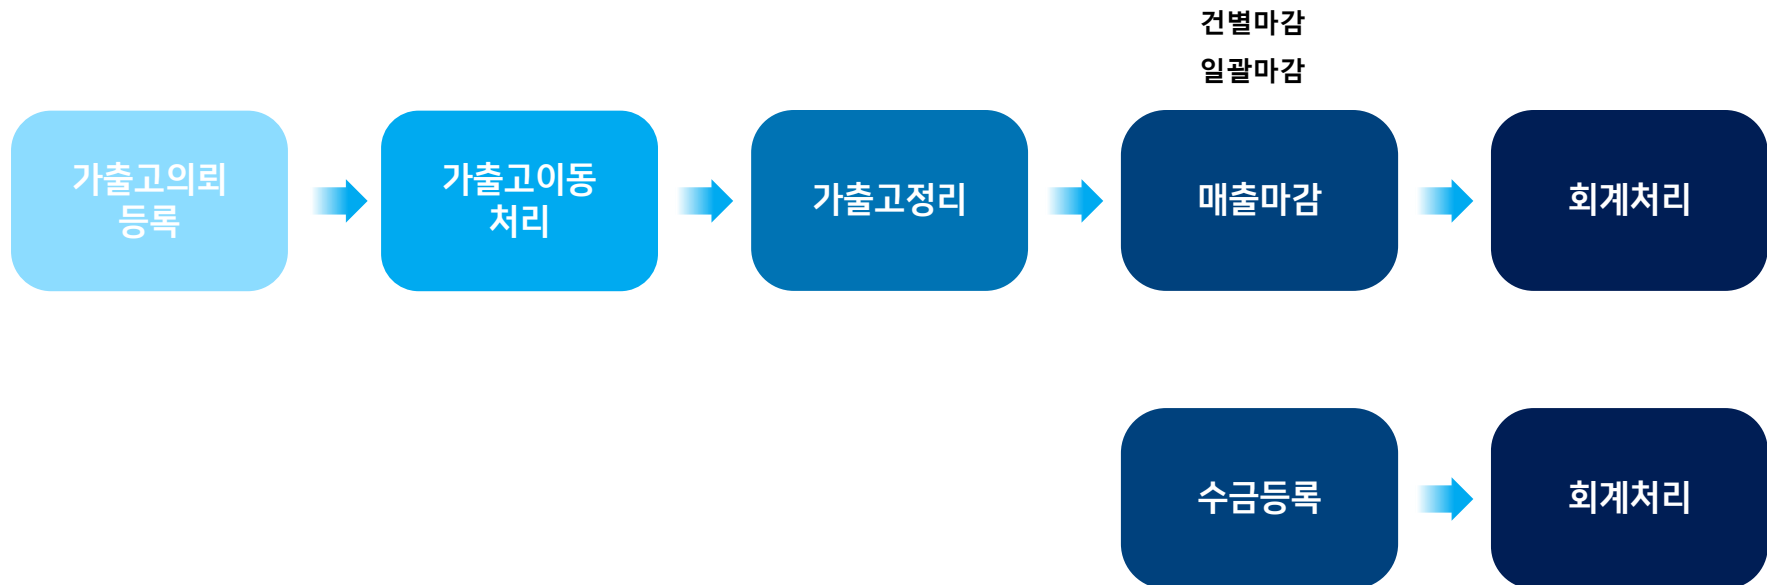 건별마감
일괄마감
가출고의뢰
등록
가출고이동
처리
가출고정리
매출마감
회계처리
수금등록
회계처리